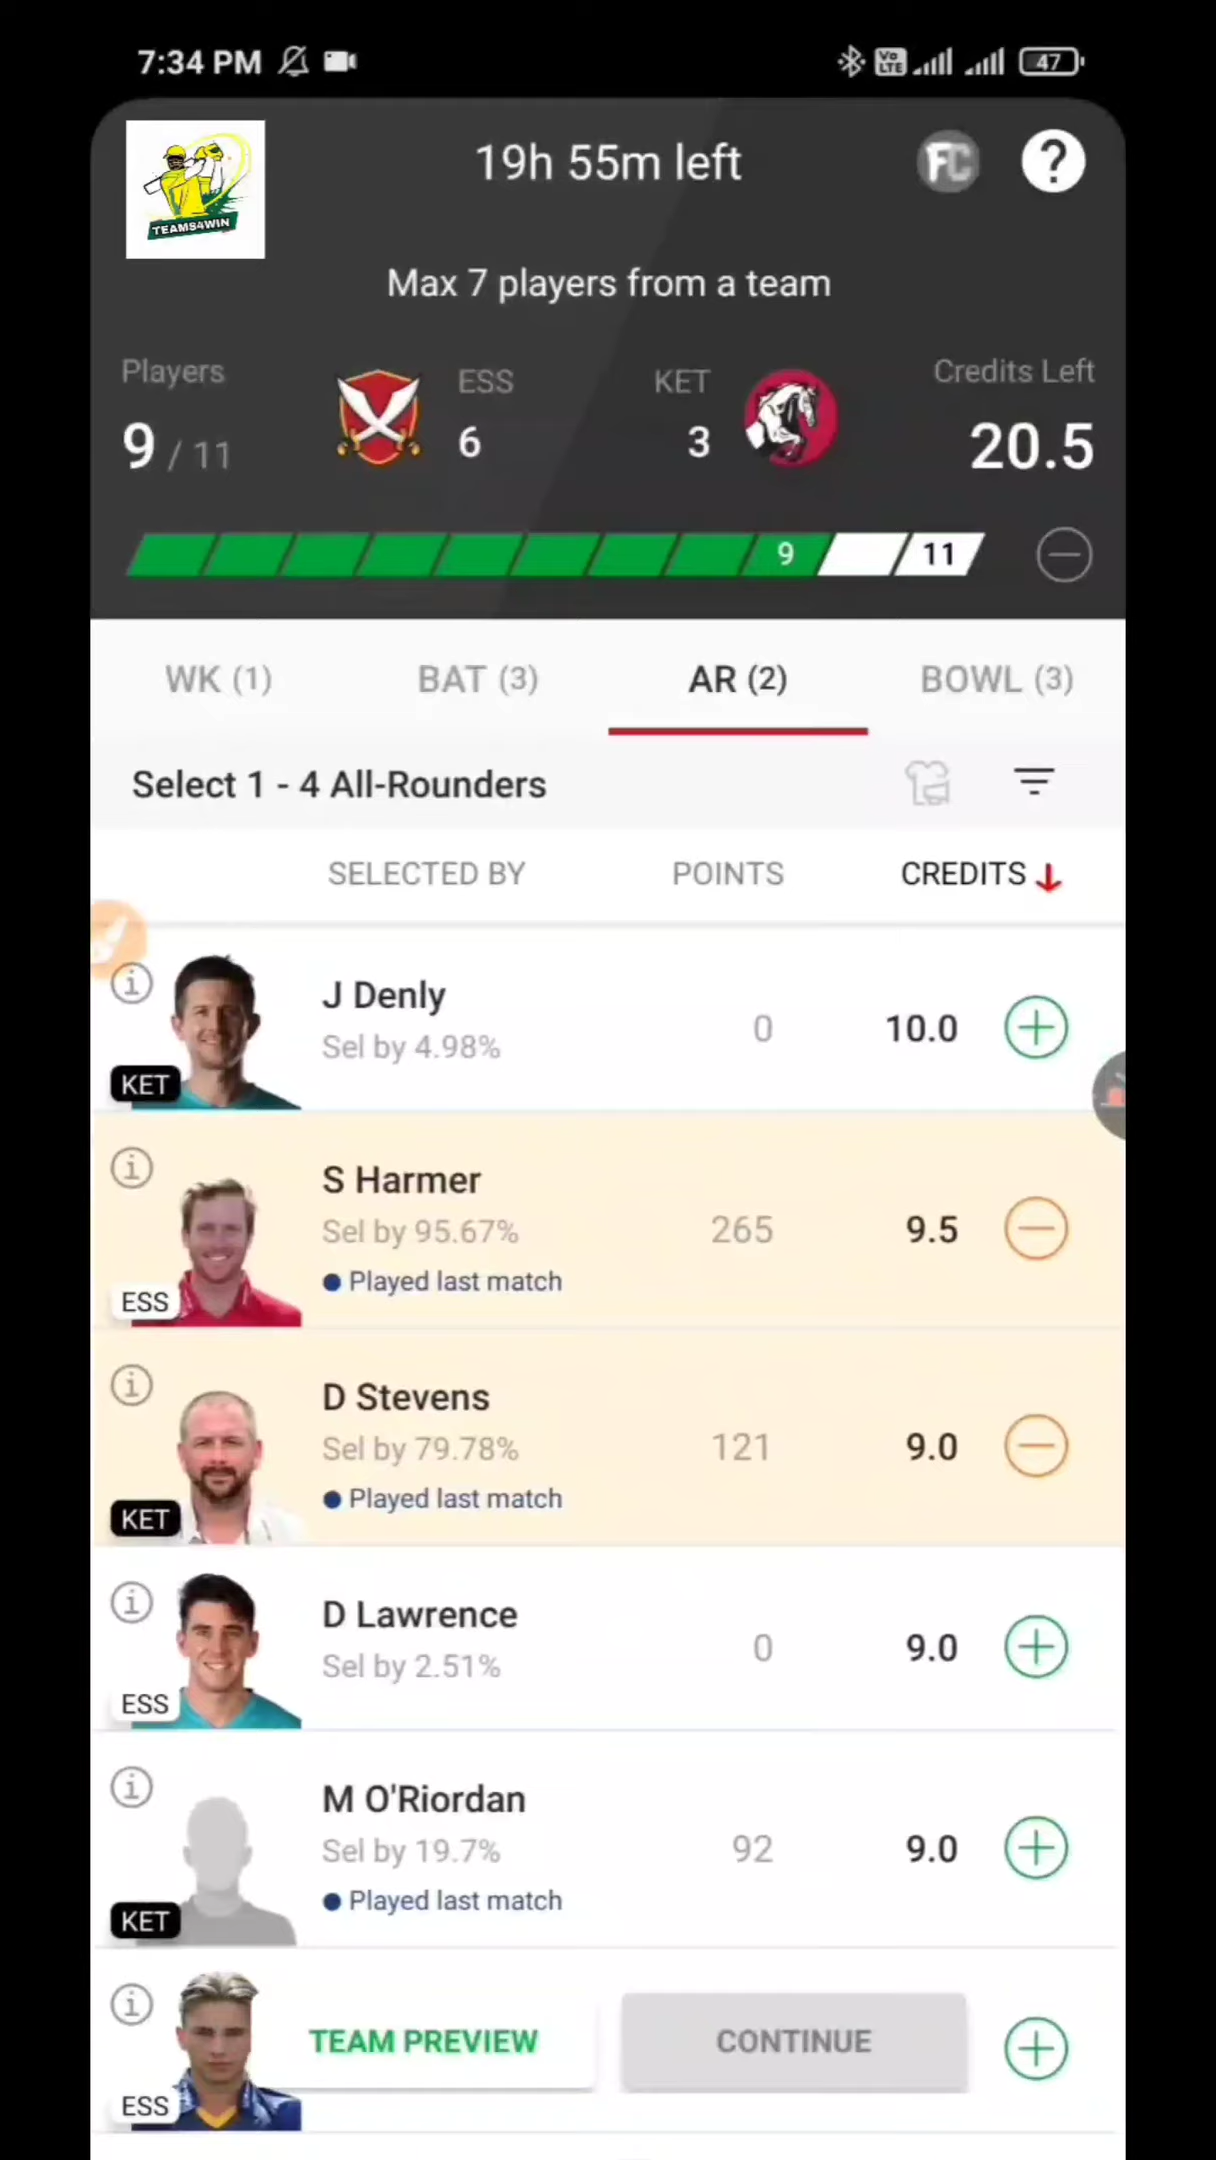 7:34 PM
Vo LTE
47
TEAMS4WIN
19h 55m left
FC
?
Max 7 players from a team
Players
ESS
KET
Credits Left
9 / 11
6
3
20.5
9
11
WK (1)
BAT (3)
AR (2)
BOWL (3)
Select 1 - 4 All-Rounders
SELECTED BY
POINTS
CREDITS
J Denly
Sel by 4.98%
0
10.0
KET
S Harmer
Sel by 95.67%
265
9.5
Played last match
ESS
D Stevens
Sel by 79.78%
121
9.0
Played last match
KET
D Lawrence
Sel by 2.51%
0
9.0
ESS
M O'Riordan
Sel by 19.7%
92
9.0
Played last match
KET
TEAM PREVIEW
CONTINUE
ESS